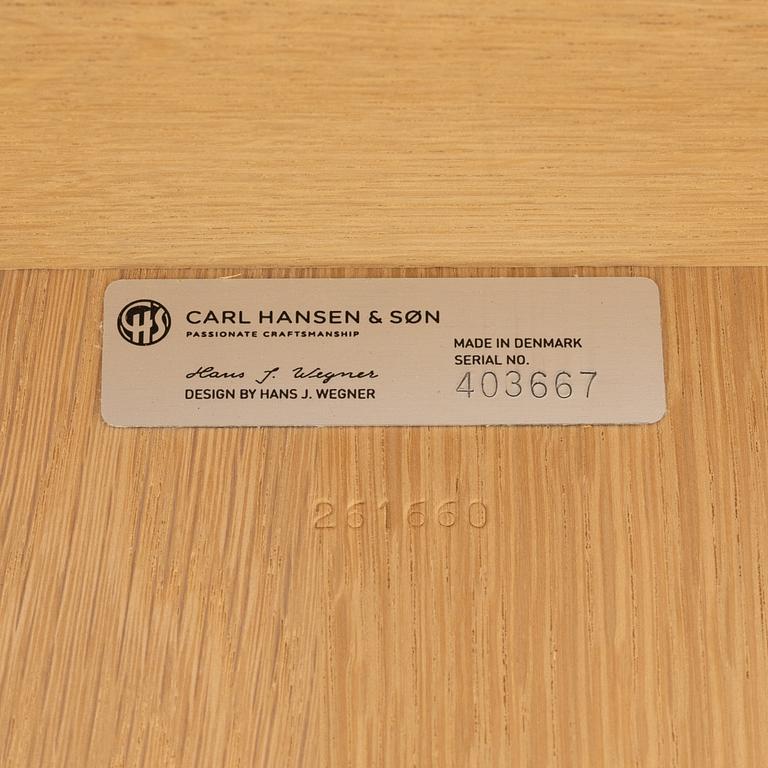 CHS
CARL HANSEN & SØN
PASSIONATE CRAFTSMANSHIP
Hans J. Wegner
DESIGN BY HANS J. WEGNER
MADE IN DENMARK
SERIAL NO.
403667
261660